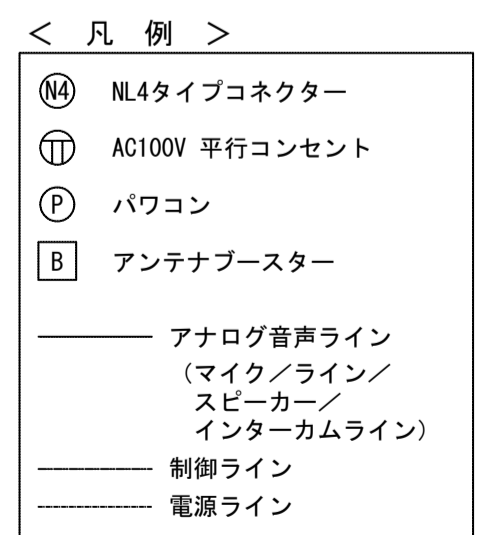 < 凡 例 >
N4 NL4タイプコネクター
AC100V 平行コンセント
P パワコン
B アンテナブースター
アナログ音声ライン
(マイク/ライン/
スピーカー/
インターカムライン)
制御ライン
電源ライン